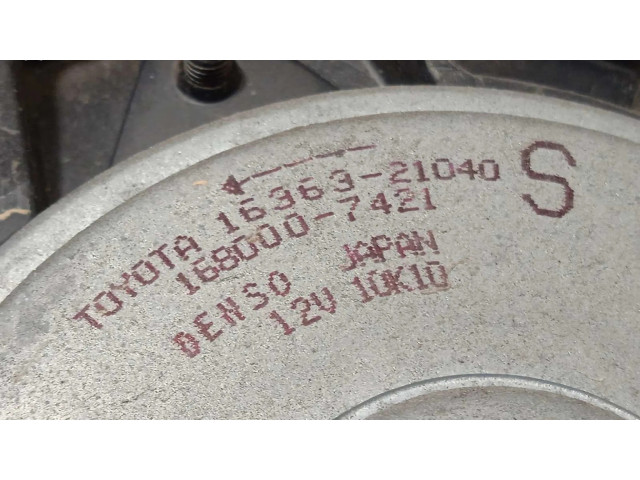 TOYOTA 16363-21040 S
168000-7421
DENSO JAPAN
12V 10K10